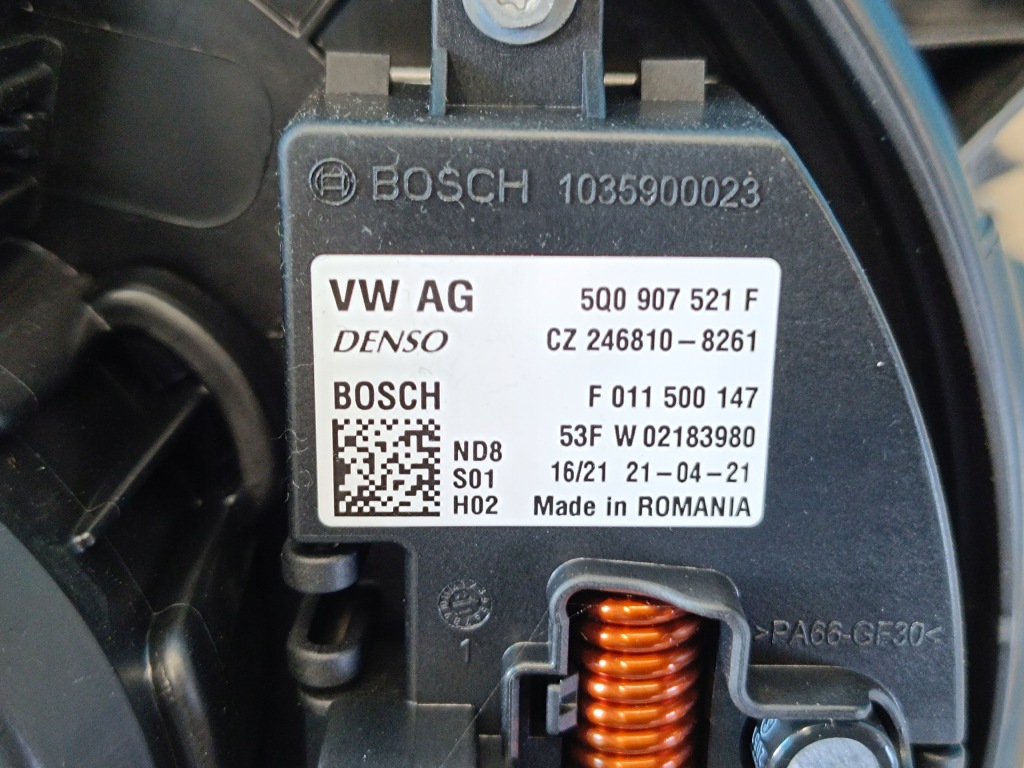 BOSCH 1035900023
VW AG 5Q0 907 521 F
DENSO CZ 246810-8261
BOSCH F 011 500 147
53F W 02183980
ND8
S01 16/21 21-04-21
H02 Made in ROMANIA
1
>PA66-GF30<